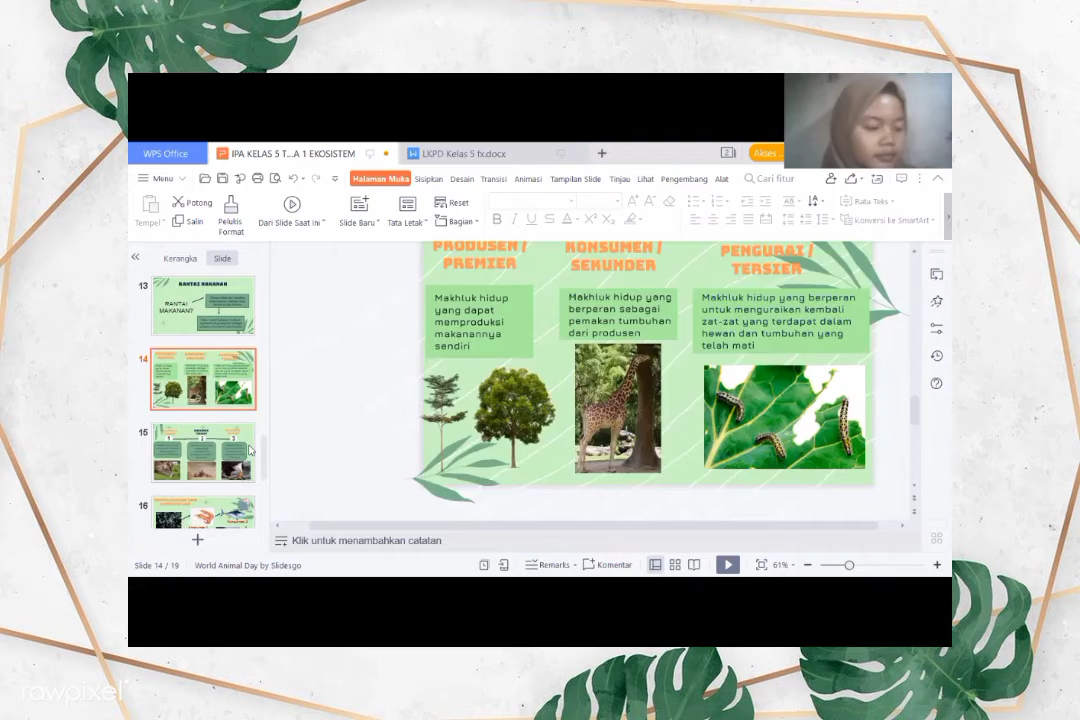 WPS Office
IPA KELAS 5 T...A 1 EKOSISTEM
LKPD Kelas 5 fx.docx
+
2
Akses...
Menu
Halaman Muka
Sisipkan
Desain
Transisi
Animasi
Tampilan Slide
Tinjau
Lihat
Pengembang
Alat
Cari fitur
Tempel
Potong
Salin
Pelukis Format
Dari Slide Saat Ini
Slide Baru
Tata Letak
Reset
Bagian
B I U S A X² X₂
Rata Teks
Konversi ke SmartArt
Kerangka
Slide
13
RANTAI MAKANAN
RANTAI
MAKANAN?
14
15
1 2 3
16
PRODUSEN /
PREMIER
Makhluk hidup
yang dapat
memproduksi
makanannya
sendiri
KONSUMEN /
SEKUNDER
Makhluk hidup yang
berperan sebagai
pemakan tumbuhan
dari produsen
PENGURAI /
TERSIER
Makhluk hidup yang berperan
untuk menguraikan kembali
zat-zat yang terdapat dalam
hewan dan tumbuhan yang
telah mati
Klik untuk menambahkan catatan
Slide 14 / 19
World Animal Day by Slidesgo
Remarks
Komentar
61%
rawpixel